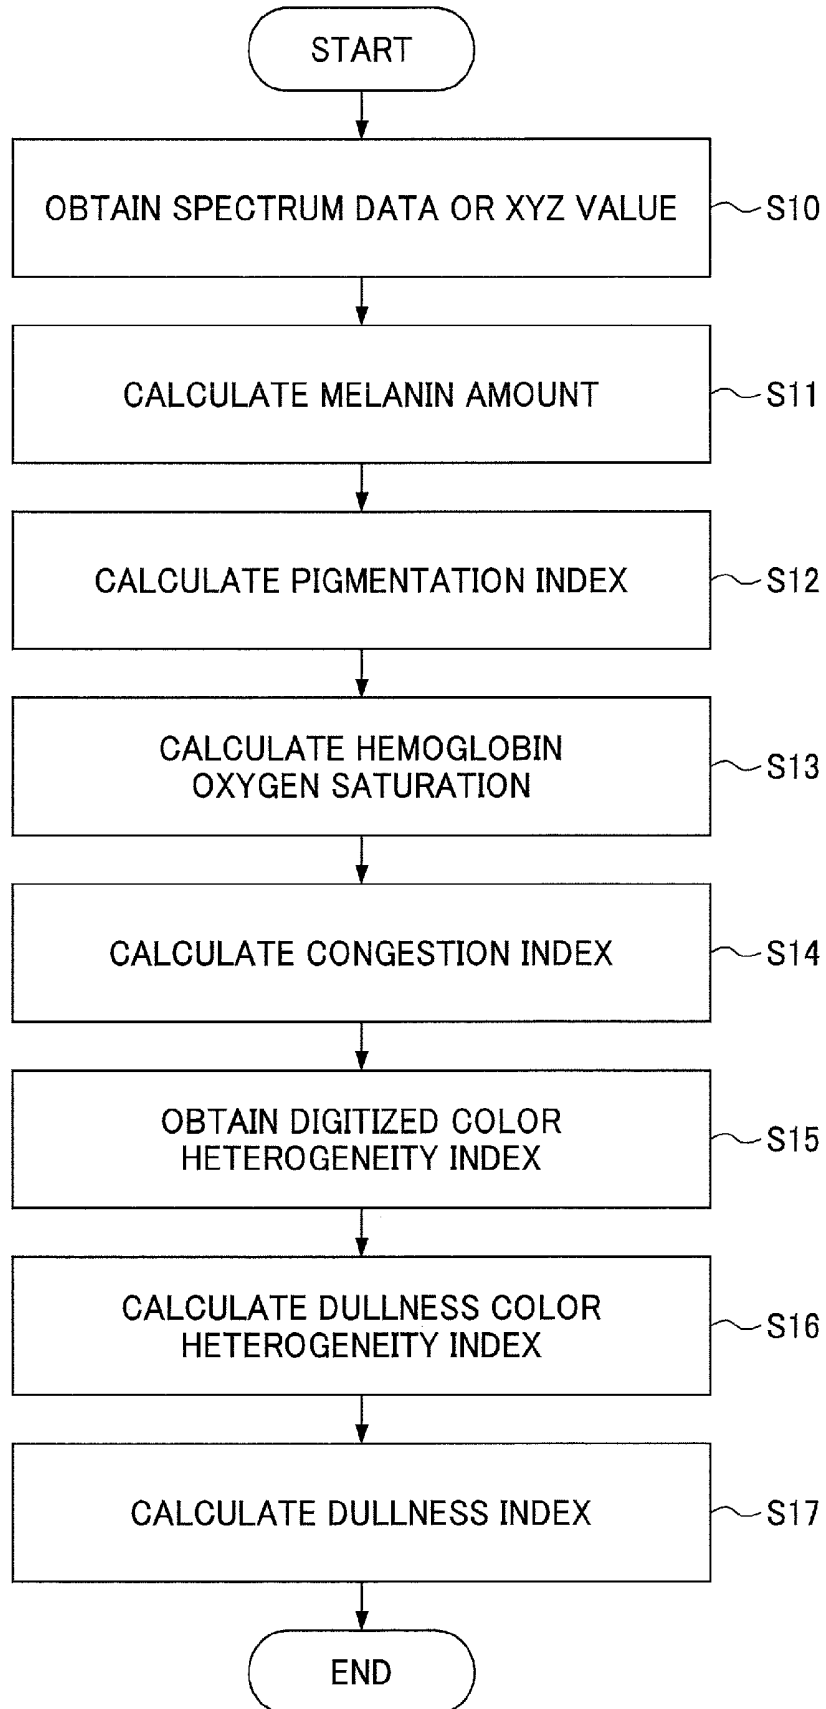 START
OBTAIN SPECTRUM DATA OR XYZ VALUE
S10
CALCULATE MELANIN AMOUNT
S11
CALCULATE PIGMENTATION INDEX
S12
CALCULATE HEMOGLOBIN
OXYGEN SATURATION
S13
CALCULATE CONGESTION INDEX
S14
OBTAIN DIGITIZED COLOR
HETEROGENEITY INDEX
S15
CALCULATE DULLNESS COLOR
HETEROGENEITY INDEX
S16
CALCULATE DULLNESS INDEX
S17
END